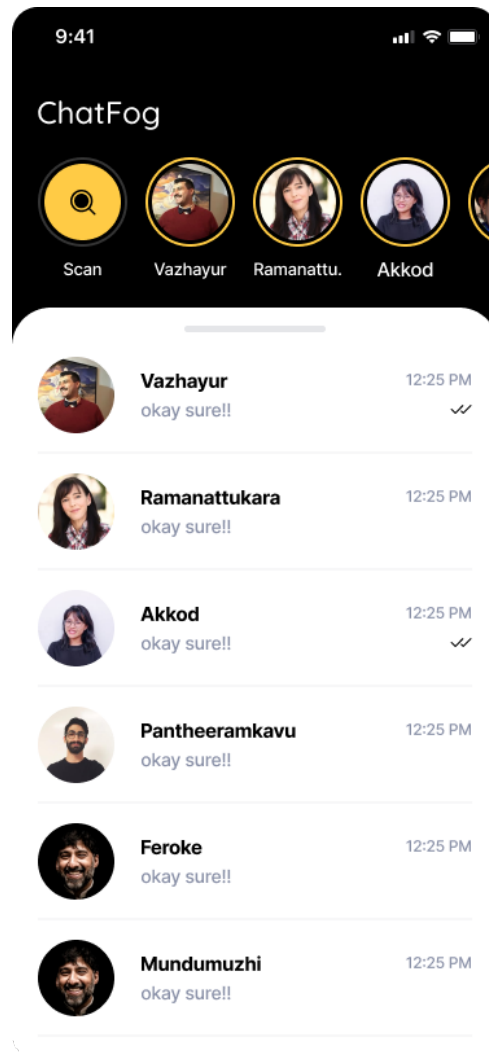 9:41
ChatFog
Scan Vazhayur Ramanattu. Akkod
Vazhayur 12:25 PM
okay sure!!
Ramanattukara 12:25 PM
okay sure!!
Akkod 12:25 PM
okay sure!!
Pantheeramkavu 12:25 PM
okay sure!!
Feroke 12:25 PM
okay sure!!
Mundumuzhi 12:25 PM
okay sure!!